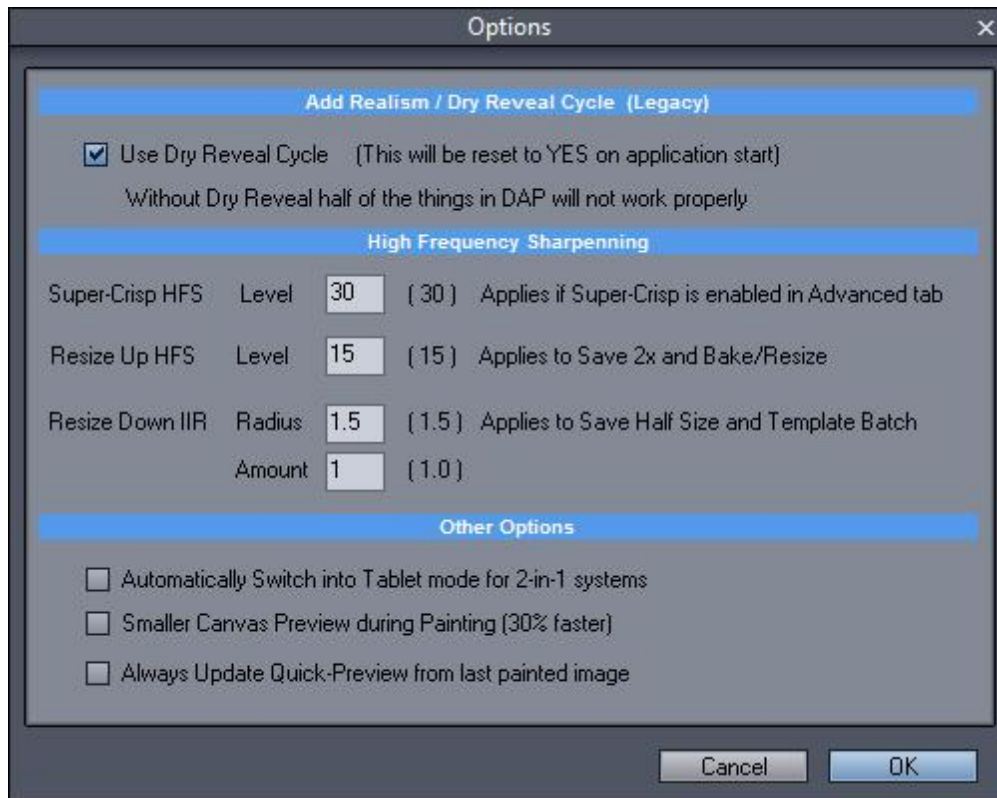 Options
Add Realism / Dry Reveal Cycle (Legacy)
Use Dry Reveal Cycle (This will be reset to YES on application start)
Without Dry Reveal half of the things in DAP will not work properly
High Frequency Sharpenning
Super-Crisp HFS Level 30 ( 30 ) Applies if Super-Crisp is enabled in Advanced tab
Resize Up HFS Level 15 ( 15 ) Applies to Save 2x and Bake/Resize
Resize Down IIR Radius 1.5 ( 1.5 ) Applies to Save Half Size and Template Batch
Amount 1 ( 1.0 )
Other Options
Automatically Switch into Tablet mode for 2-in-1 systems
Smaller Canvas Preview during Painting (30% faster)
Always Update Quick-Preview from last painted image
Cancel OK